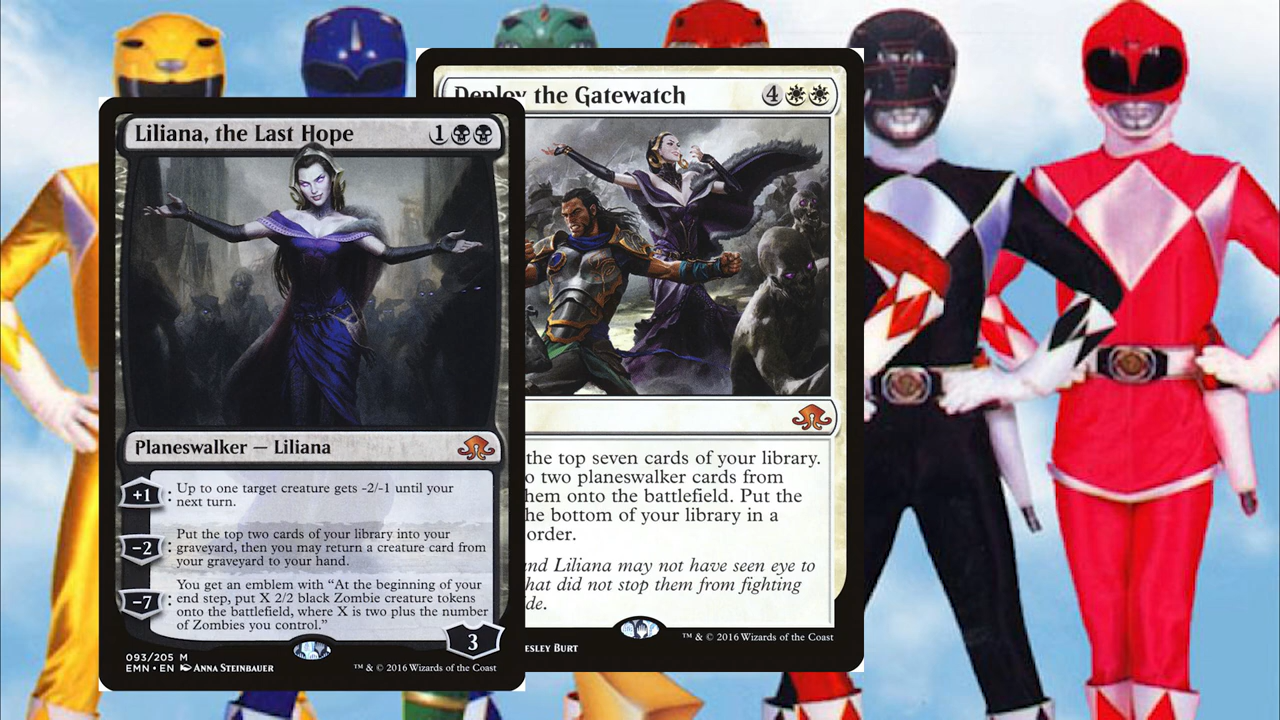 Liliana, the Last Hope
1
Planeswalker — Liliana
+1 : Up to one target creature gets -2/-1 until your
next turn.
-2 : Put the top two cards of your library into your
graveyard, then you may return a creature card from
your graveyard to your hand.
-7 : You get an emblem with “At the beginning of your
end step, put X 2/2 black Zombie creature tokens
onto the battlefield, where X is two plus the number
of Zombies you control.”
3
093/205 M
EMN • EN ANNA STEINBAUER
™ & © 2016 Wizards of the Coast
Deploy the Gatewatch
4
the top seven cards of your library.
two planeswalker cards from
onto the battlefield. Put the
bottom of your library in a
order.
Liliana may not have seen eye to
did not stop them from fighting
BURT
™ & © 2016 Wizards of the Coast